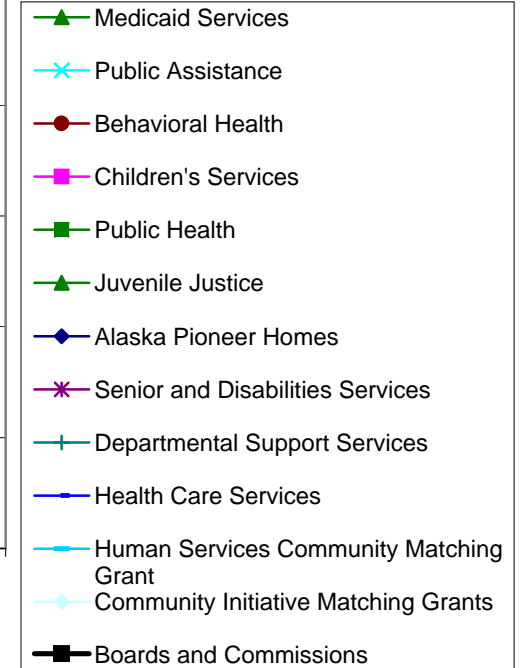 Medicaid Services
Public Assistance
Behavioral Health
Children's Services
Public Health
Juvenile Justice
Alaska Pioneer Homes
Senior and Disabilities Services
Departmental Support Services
Health Care Services
Human Services Community Matching
Grant
Community Initiative Matching Grants
Boards and Commissions